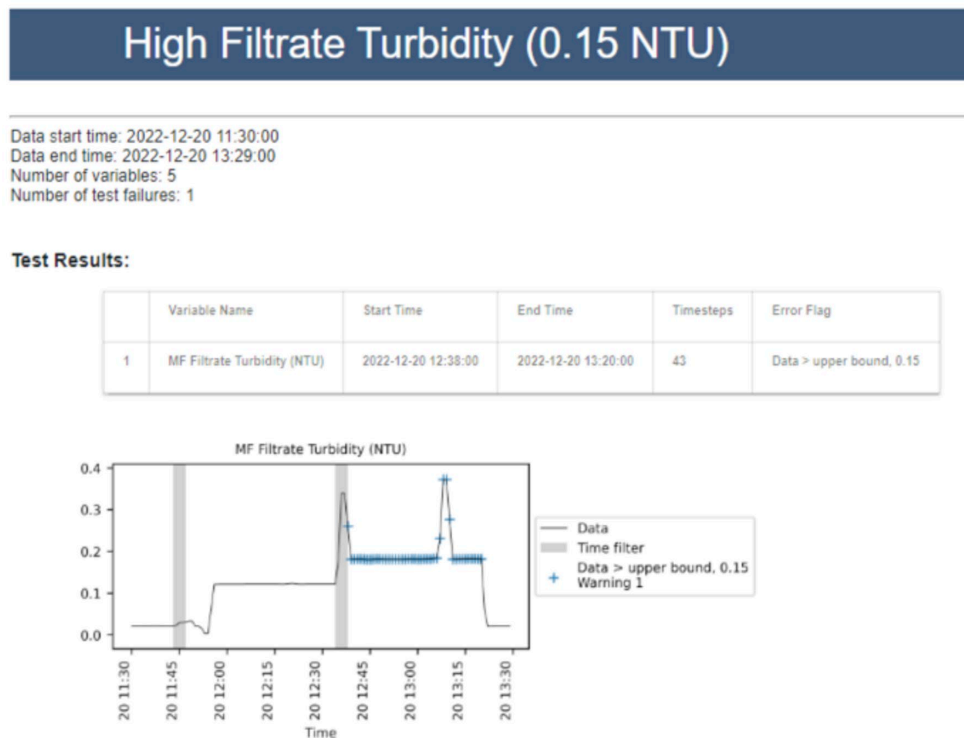 High Filtrate Turbidity (0.15 NTU)
Data start time: 2022-12-20 11:30:00
Data end time: 2022-12-20 13:29:00
Number of variables: 5
Number of test failures: 1
Test Results:
Variable Name Start Time End Time Timesteps Error Flag
1 MF Filtrate Turbidity (NTU) 2022-12-20 12:38:00 2022-12-20 13:20:00 43 Data > upper bound, 0.15
MF Filtrate Turbidity (NTU)
0.4
0.3
0.2
0.1
0.0
20 11:30
20 11:45
20 12:00
20 12:15
20 12:30
20 12:45
20 13:00
20 13:15
20 13:30
Time
Data
Time filter
Data > upper bound, 0.15
Warning 1